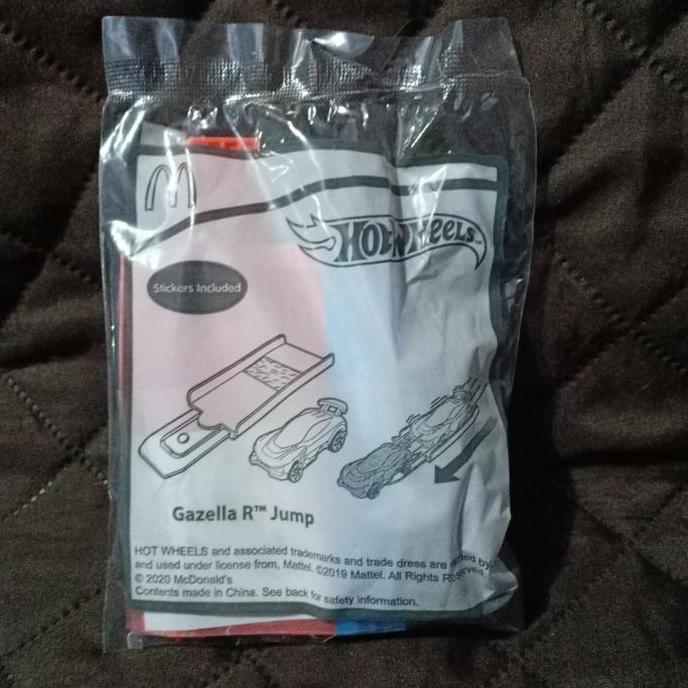 HOT WHEELS™
Stickers Included
Gazella R™ Jump
HOT WHEELS and associated trademarks and trade dress are owned by
and used under license from, Mattel. ©2019 Mattel. All Rights Reserved.
© 2020 McDonald's
Contents made in China. See back for safety information.